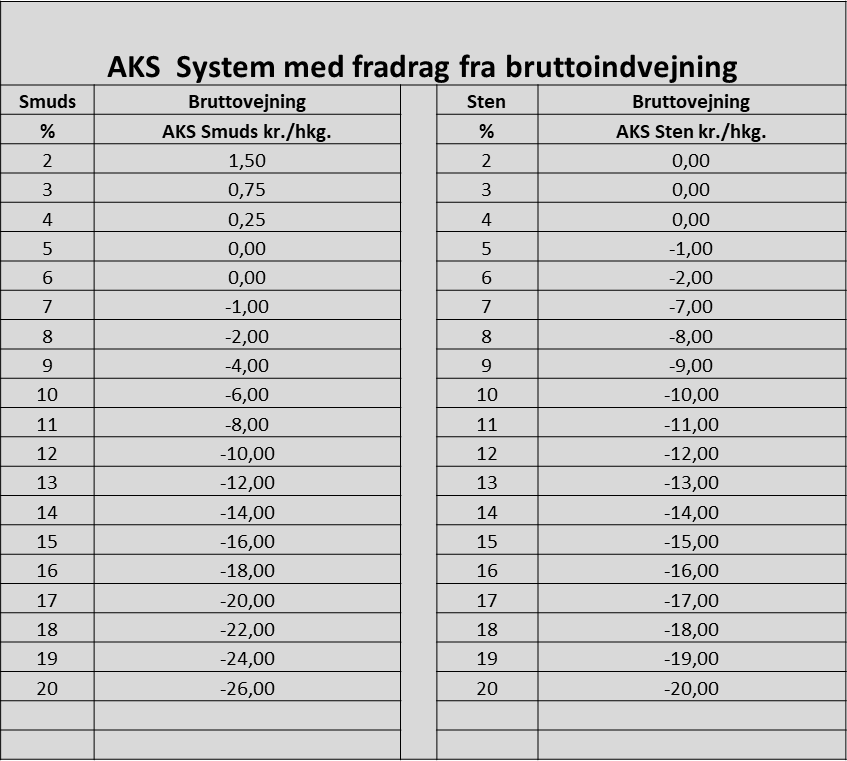 AKS System med fradrag fra bruttoindvejning
Smuds Bruttovejning Sten Bruttovejning
% AKS Smuds kr./hkg. % AKS Sten kr./hkg.
2 1,50 2 0,00
3 0,75 3 0,00
4 0,25 4 0,00
5 0,00 5 -1,00
6 0,00 6 -2,00
7 -1,00 7 -7,00
8 -2,00 8 -8,00
9 -4,00 9 -9,00
10 -6,00 10 -10,00
11 -8,00 11 -11,00
12 -10,00 12 -12,00
13 -12,00 13 -13,00
14 -14,00 14 -14,00
15 -16,00 15 -15,00
16 -18,00 16 -16,00
17 -20,00 17 -17,00
18 -22,00 18 -18,00
19 -24,00 19 -19,00
20 -26,00 20 -20,00